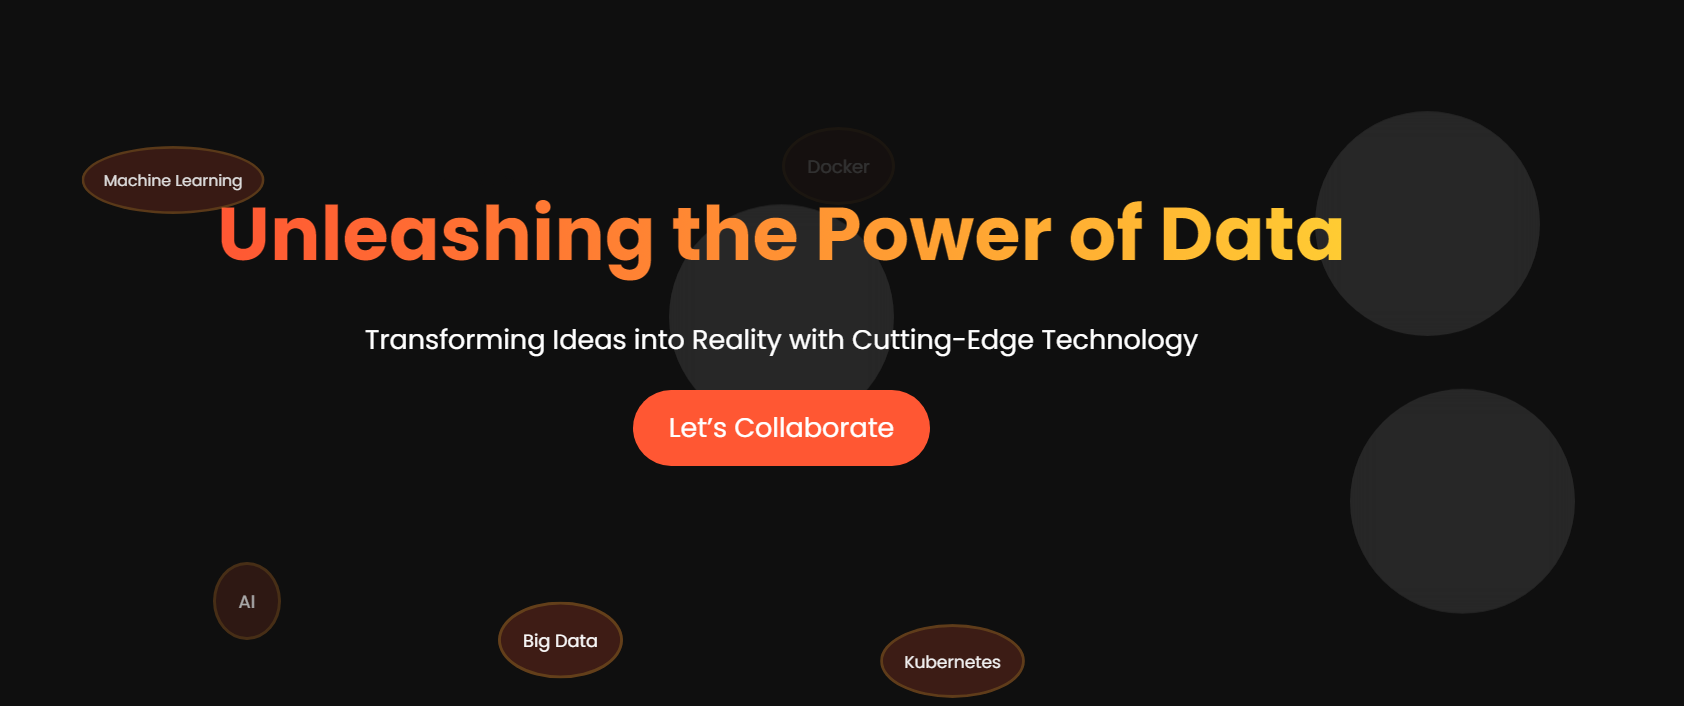 Machine Learning
Docker
Unleashing the Power of Data
Transforming Ideas into Reality with Cutting-Edge Technology
Let’s Collaborate
AI
Big Data
Kubernetes